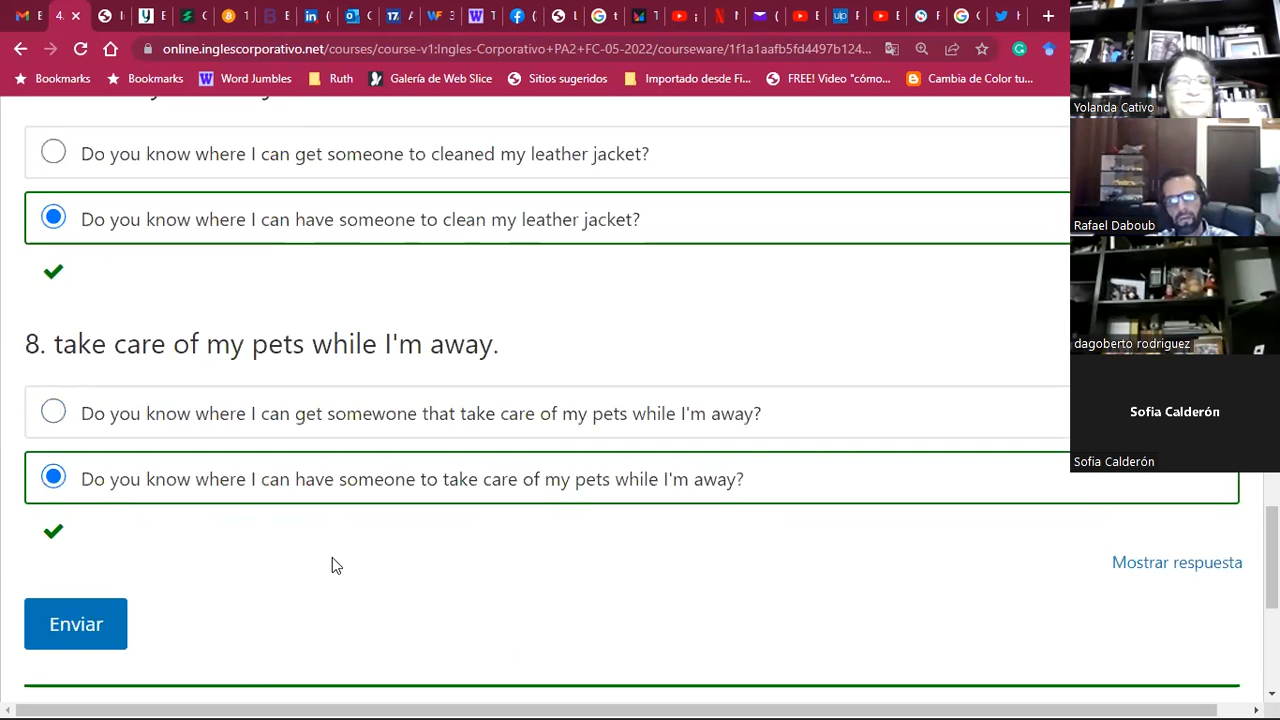 online.inglescorporativo.net/courses/course-v1:Ingles-Corporativo+PA2+FC-05-2022/courseware/1f1a1aafb5fd4497b124...
Bookmarks
Bookmarks
Word Jumbles
Ruth
Galería de Web Slice
Sitios sugeridos
Importado desde Fi...
FREE! Video "cómo...
Cambia de Color tu...
Do you know where I can get someone to cleaned my leather jacket?
Do you know where I can have someone to clean my leather jacket?
8. take care of my pets while I'm away.
Do you know where I can get somewone that take care of my pets while I'm away?
Do you know where I can have someone to take care of my pets while I'm away?
Mostrar respuesta
Enviar
Yolanda Cativo
Rafael Daboub
dagoberto rodriguez
Sofia Calderón
Sofia Calderón